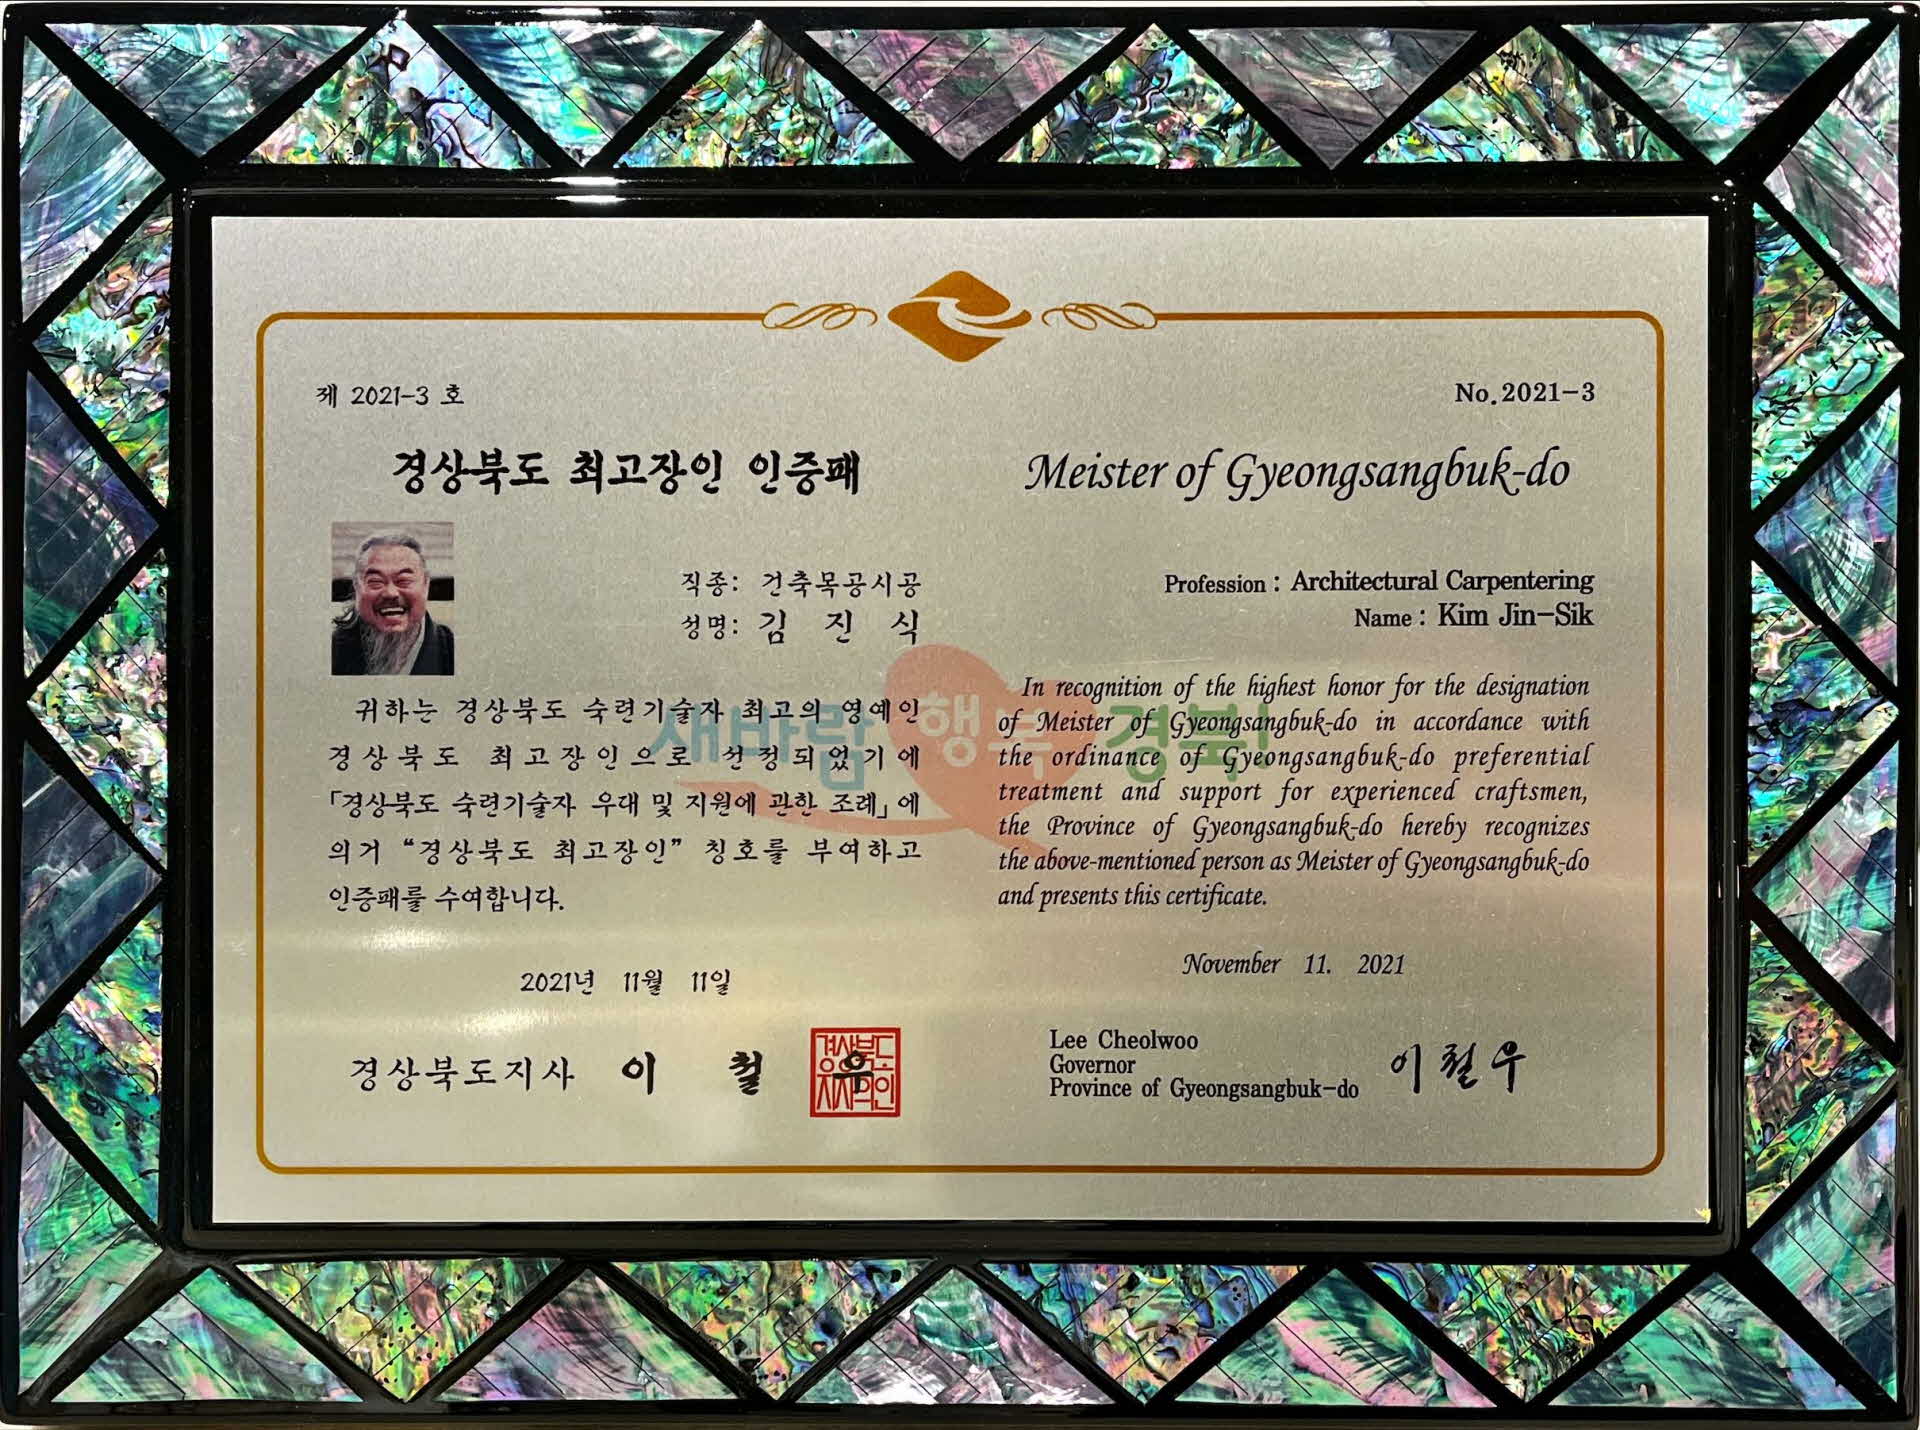 제 2021-3 호
경상북도 최고장인 인증패
직종: 건축목공시공
성명: 김 진 식
귀하는 경상북도 숙련기술자 최고의 영예인
경상북도 최고장인으로 선정되었기에
「경상북도 숙련기술자 우대 및 지원에 관한 조례」에
의거 “경상북도 최고장인” 칭호를 부여하고
인증패를 수여합니다.
2021년 11월 11일
경상북도지사 이 철 우
경상북도
지사의인
No.2021-3
Meister of Gyeongsangbuk-do
Profession : Architectural Carpentering
Name : Kim Jin-Sik
In recognition of the highest honor for the designation
of Meister of Gyeongsangbuk-do in accordance with
the ordinance of Gyeongsangbuk-do preferential
treatment and support for experienced craftsmen,
the Province of Gyeongsangbuk-do hereby recognizes
the above-mentioned person as Meister of Gyeongsangbuk-do
and presents this certificate.
November 11. 2021
Lee Cheolwoo
Governor
Province of Gyeongsangbuk-do
이철우
새바람 행복 경북!